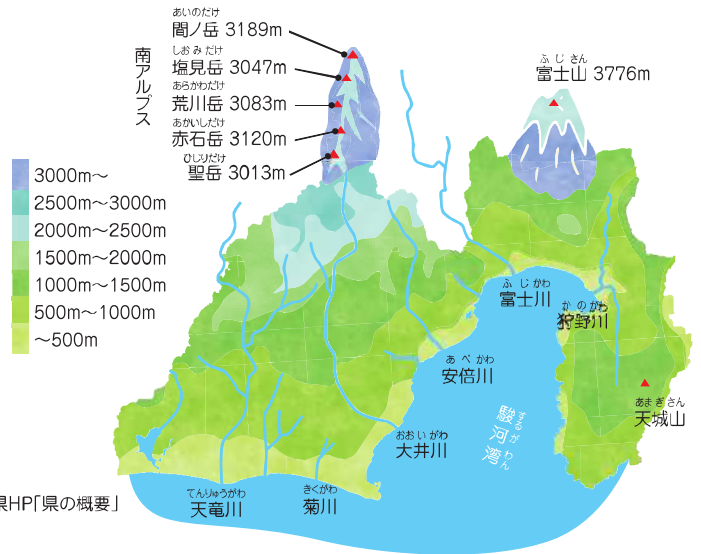 あいのだけ
間ノ岳 3189m
しおみだけ
塩見岳 3047m
あらかわだけ
荒川岳 3083m
あかいしだけ
赤石岳 3120m
ひじりだけ
聖岳 3013m
南アルプス
ふじさん
富士山 3776m
3000m～
2500m～3000m
2000m～2500m
1500m～2000m
1000m～1500m
500m～1000m
～500m
ふじかわ
富士川
かのがわ
狩野川
あべかわ
安倍川
あまぎさん
天城山
するがわん
駿河湾
おおいがわ
大井川
てんりゅうがわ
天竜川
きくがわ
菊川
県HP「県の概要」